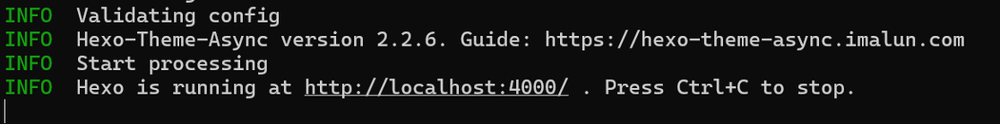 INFO  Validating config
INFO  Hexo-Theme-Async version 2.2.6. Guide: https://hexo-theme-async.imalun.com
INFO  Start processing
INFO  Hexo is running at http://localhost:4000/ . Press Ctrl+C to stop.